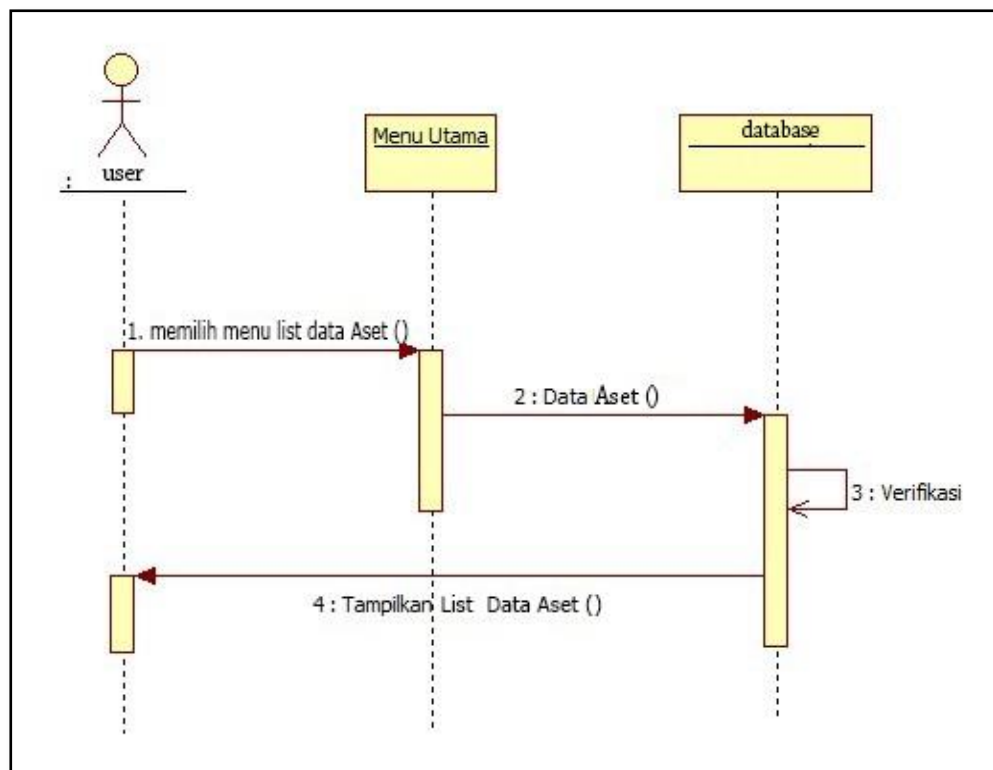 user
:
Menu Utama
database
1. memilih menu list data Aset ()
2 : Data Aset ()
3 : Verifikasi
4 : Tampilkan List Data Aset ()